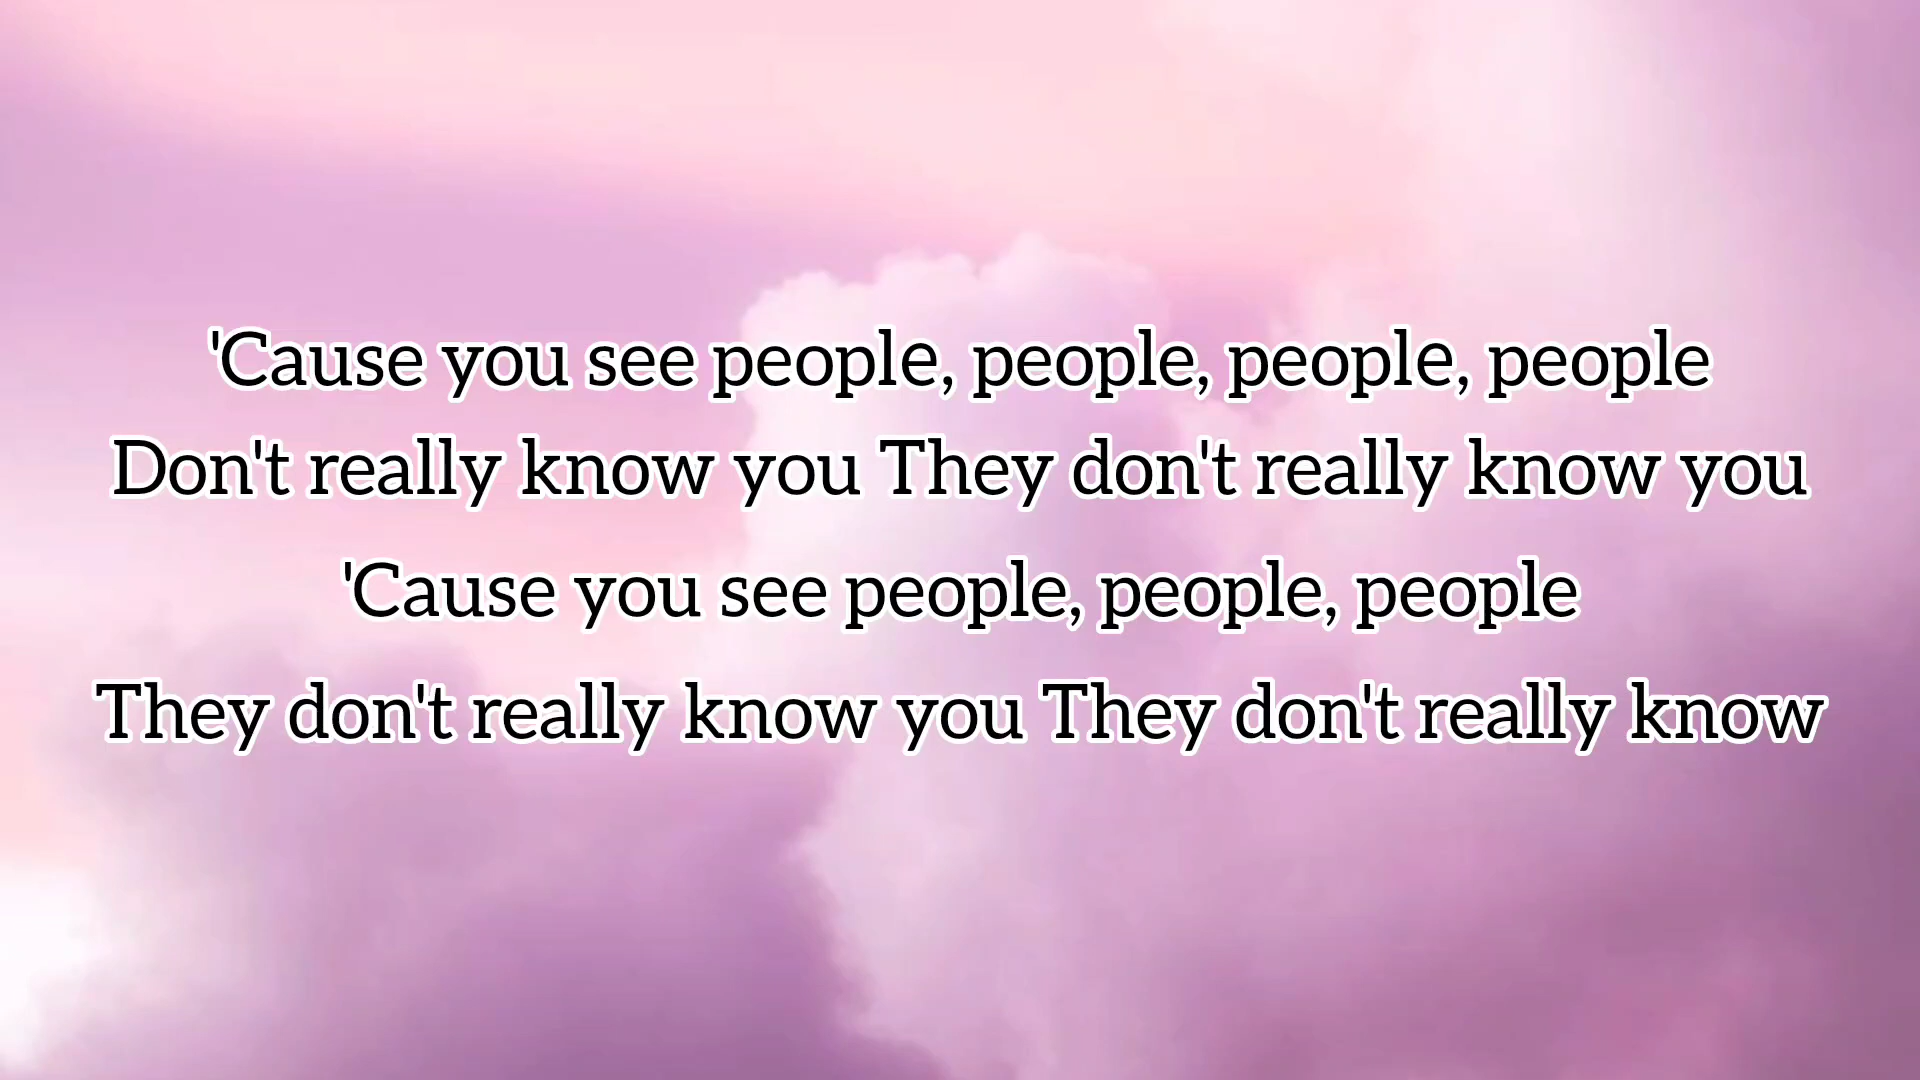 'Cause you see people, people, people, people
Don't really know you They don't really know you
'Cause you see people, people, people
They don't really know you They don't really know